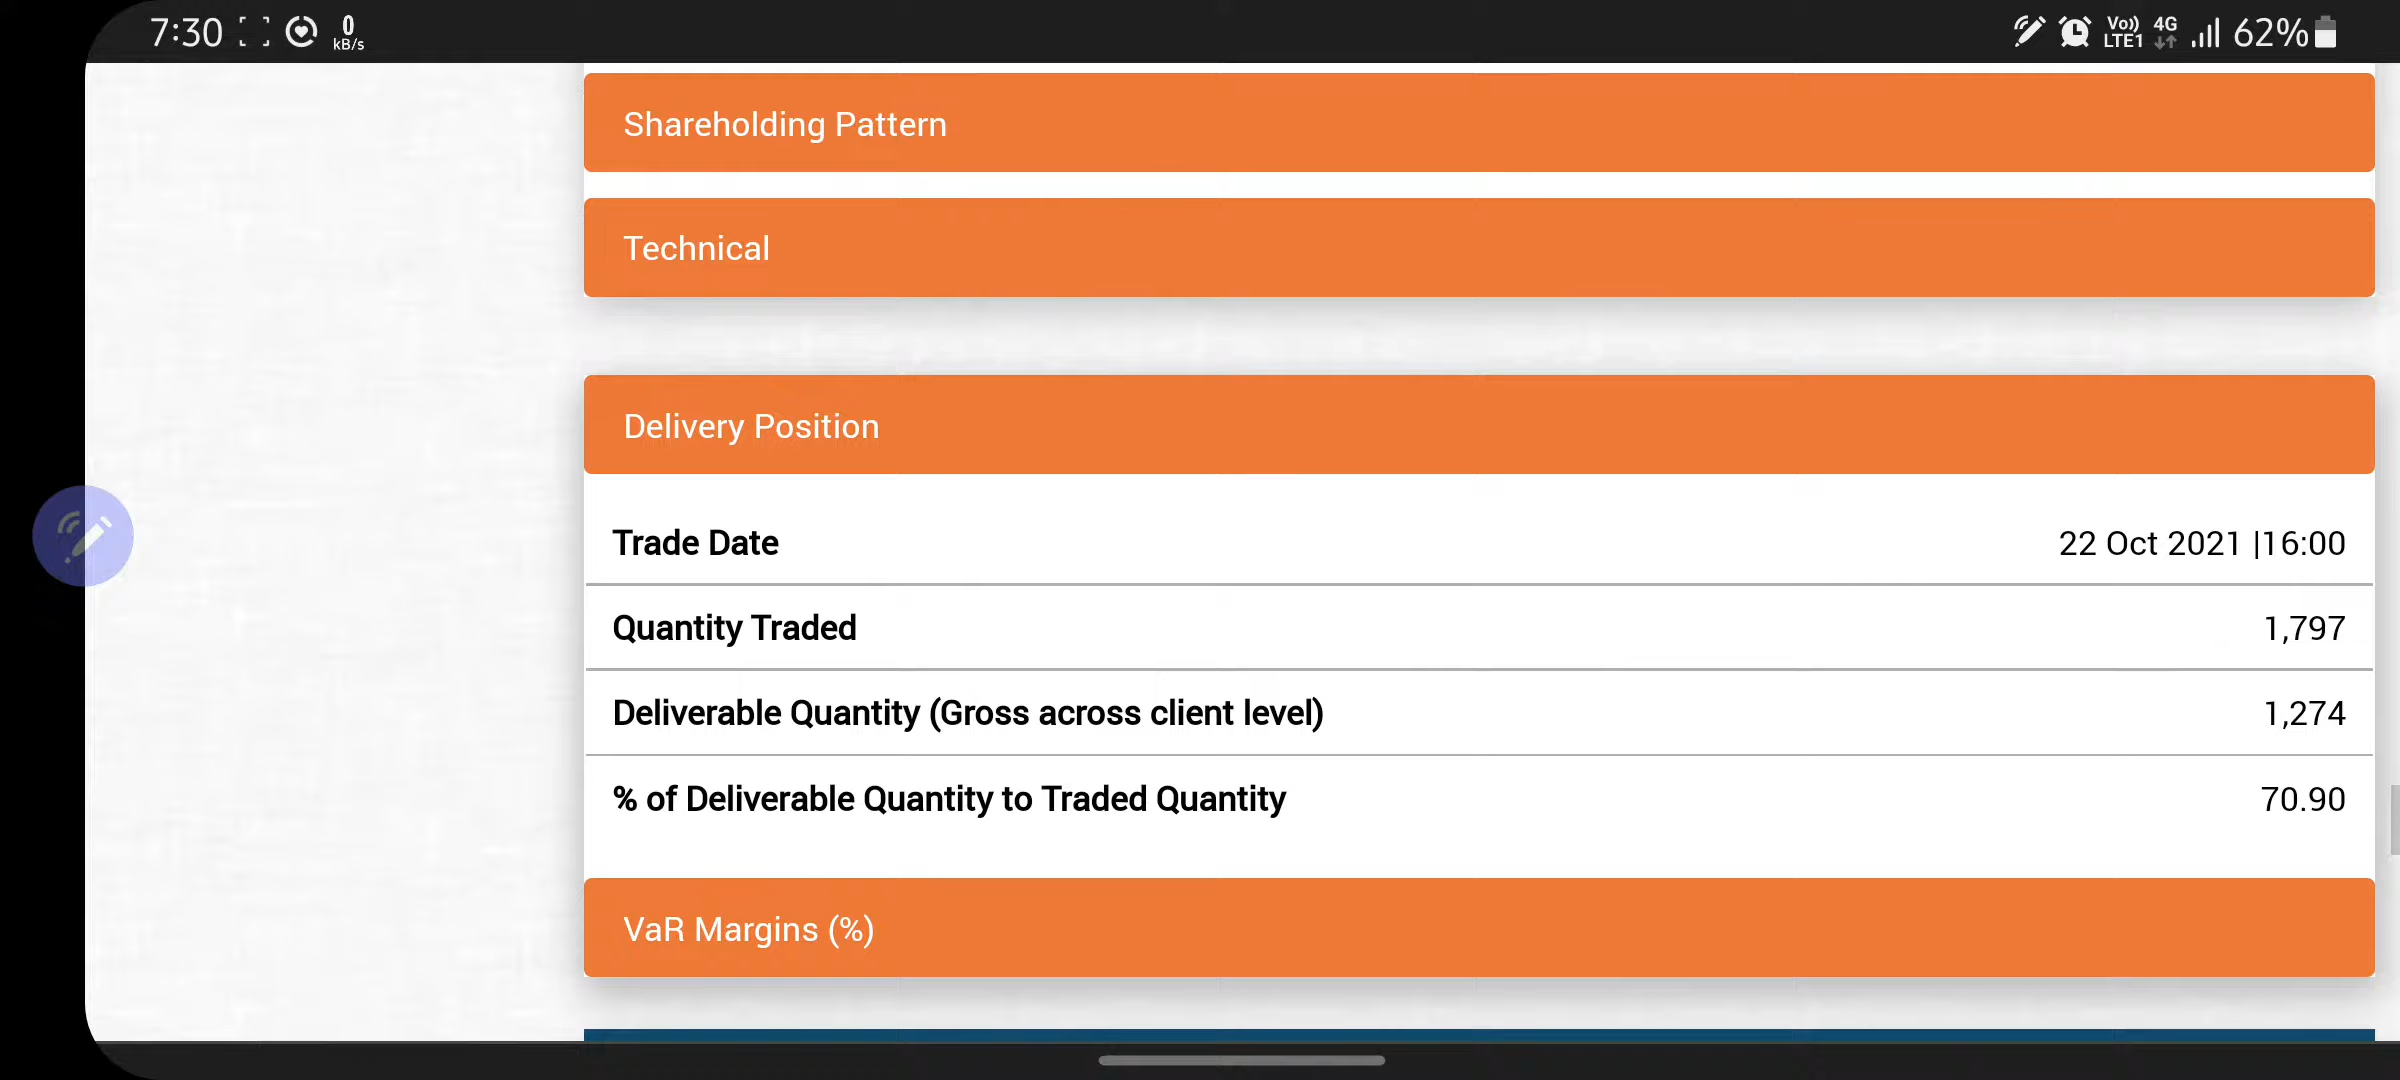 7:30 0 kB/s Vo)) LTE1 4G 62%
Shareholding Pattern
Technical
Delivery Position
Trade Date 22 Oct 2021 |16:00
Quantity Traded 1,797
Deliverable Quantity (Gross across client level) 1,274
% of Deliverable Quantity to Traded Quantity 70.90
VaR Margins (%)